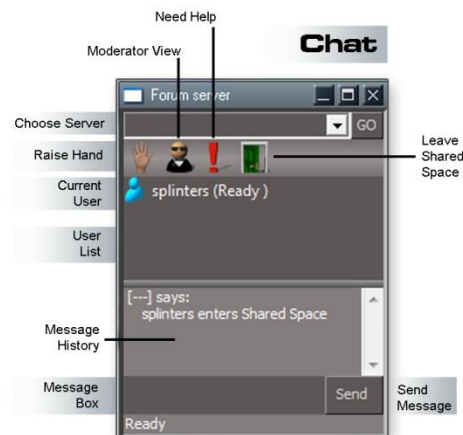 Need Help
Moderator View
Chat
Forum server
Choose Server
GO
Raise Hand
Leave
Shared
Space
Current
User
splinters (Ready )
User
List
[---] says:
splinters enters Shared Space
Message
History
Message
Box
Send
Send
Message
Ready